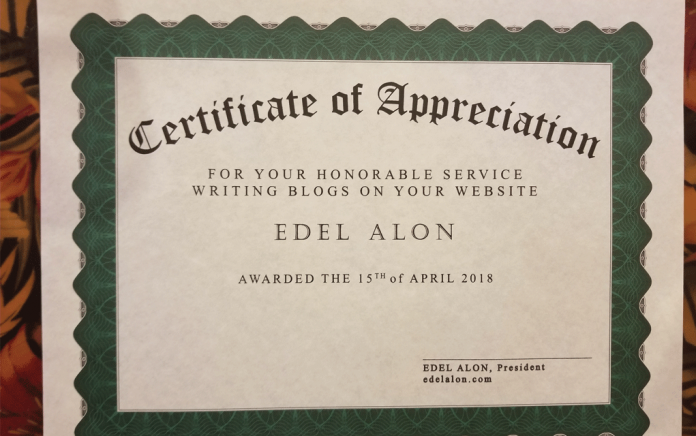 Certificate of Appreciation
FOR YOUR HONORABLE SERVICE
WRITING BLOGS ON YOUR WEBSITE
EDEL ALON
AWARDED THE 15TH of APRIL 2018
EDEL ALON, President
edelalon.com